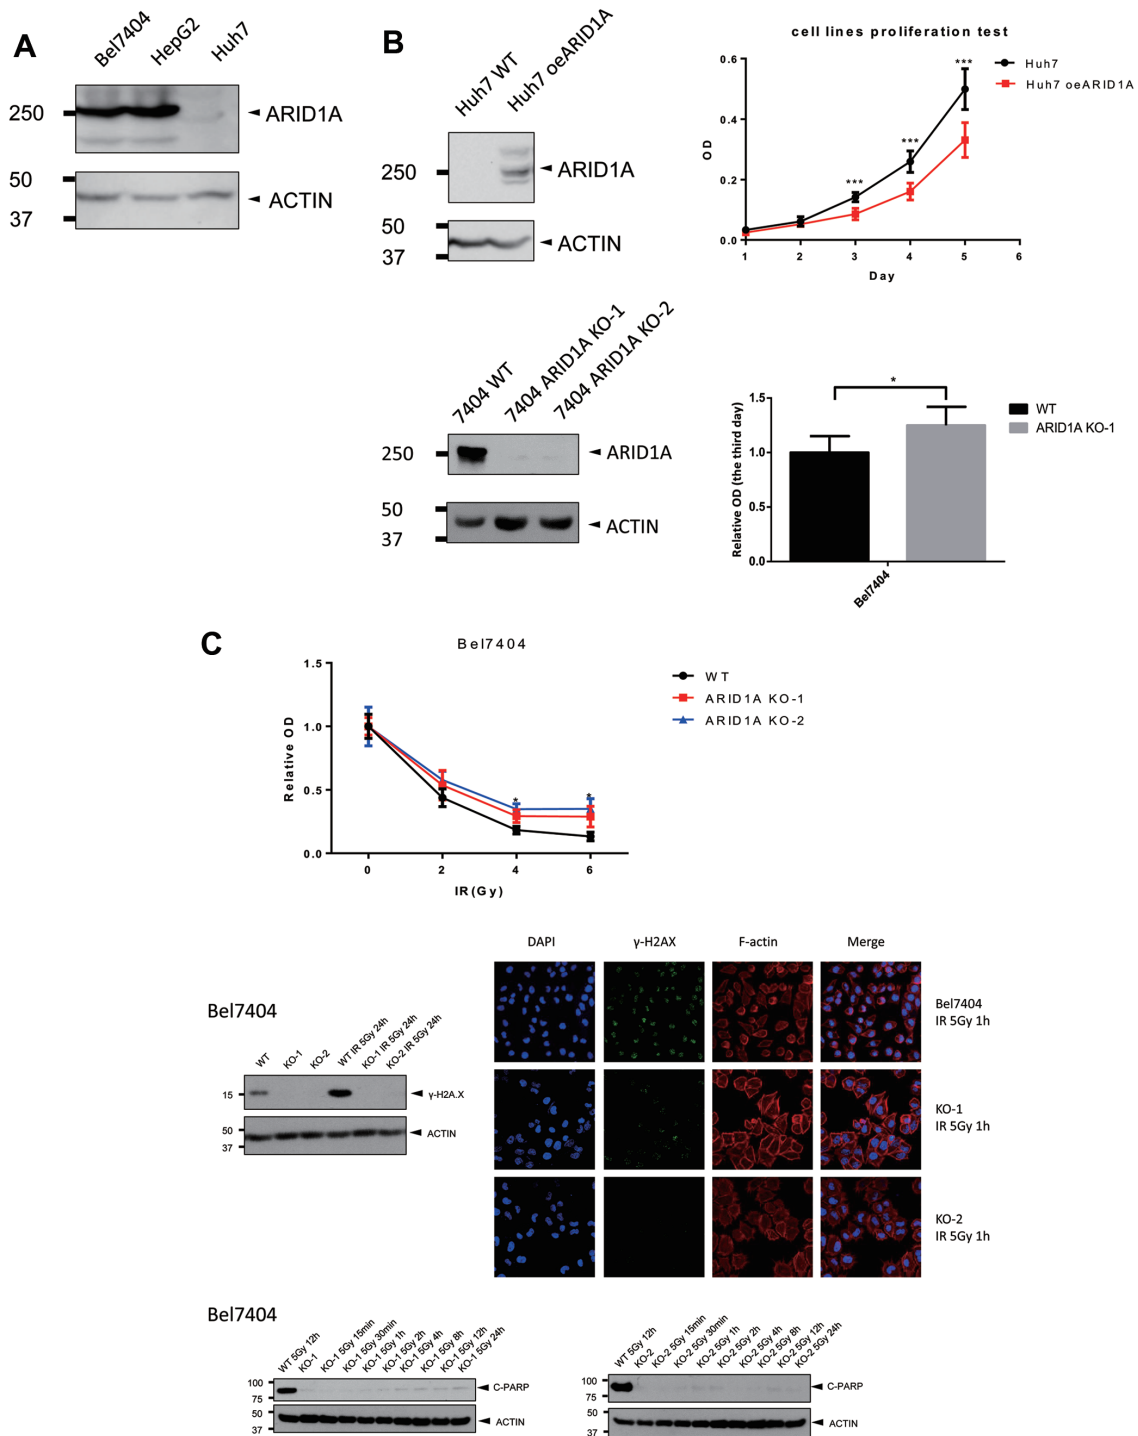 A
Bel7404
HepG2
Huh7
250
ARID1A
50
37
ACTIN
B
Huh7 WT
Huh7 oeARID1A
250
ARID1A
50
37
ACTIN
cell lines proliferation test
0.6
0.4
0.2
0.0
OD
***
***
***
1 2 3 4 5 6
Day
Huh7
Huh7 oeARID1A
7404 WT
7404 ARID1A KO-1
7404 ARID1A KO-2
250
ARID1A
50
37
ACTIN
Relative OD (the third day)
1.5
1.0
0.5
0.0
*
Bel7404
WT
ARID1A KO-1
C
Bel7404
Relative OD
1.5
1.0
0.5
0.0
* *
0 2 4 6
IR(Gy)
WT
ARID1A KO-1
ARID1A KO-2
Bel7404
WT
KO-1
KO-2
WT IR 5Gy 24h
KO-1 IR 5Gy 24h
KO-2 IR 5Gy 24h
15
γ-H2A.X
50
37
ACTIN
DAPI γ-H2AX F-actin Merge
Bel7404
IR 5Gy 1h
KO-1
IR 5Gy 1h
KO-2
IR 5Gy 1h
Bel7404
WT 5Gy 12h
KO-1
KO-1 5Gy 15min
KO-1 5Gy 30min
KO-1 5Gy 1h
KO-1 5Gy 2h
KO-1 5Gy 4h
KO-1 5Gy 8h
KO-1 5Gy 12h
KO-1 5Gy 24h
100
75
C-PARP
50
37
ACTIN
WT 5Gy 12h
KO-2
KO-2 5Gy 15min
KO-2 5Gy 30min
KO-2 5Gy 1h
KO-2 5Gy 2h
KO-2 5Gy 4h
KO-2 5Gy 8h
KO-2 5Gy 12h
KO-2 5Gy 24h
100
75
C-PARP
50
37
ACTIN